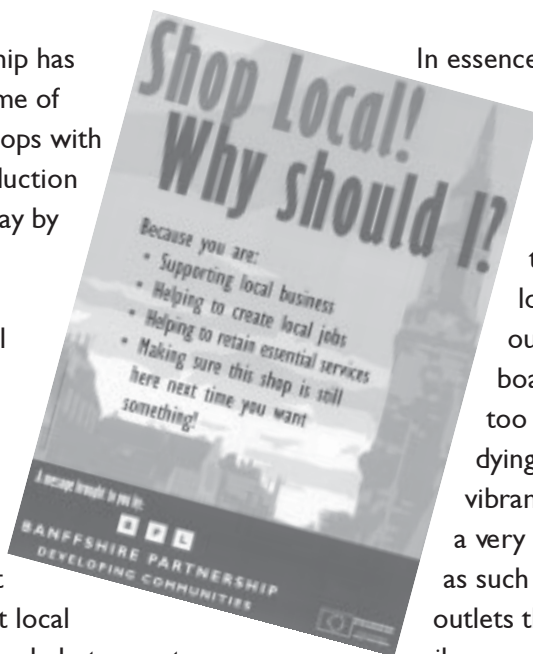 ip has
me of
ops with
duction
ay by
l
t
t local
Shop Local!
Why should I?
Because you are:
• Supporting local business
• Helping to create local jobs
• Helping to retain essential services
• Making sure this shop is still
here next time you want
something!
A message brought to you by:
B P L
BANFFSHIRE PARTNERSHIP
DEVELOPING COMMUNITIES
In essence
t
lo
ou
boa
too
dying
vibran
a very
as such
outlets t